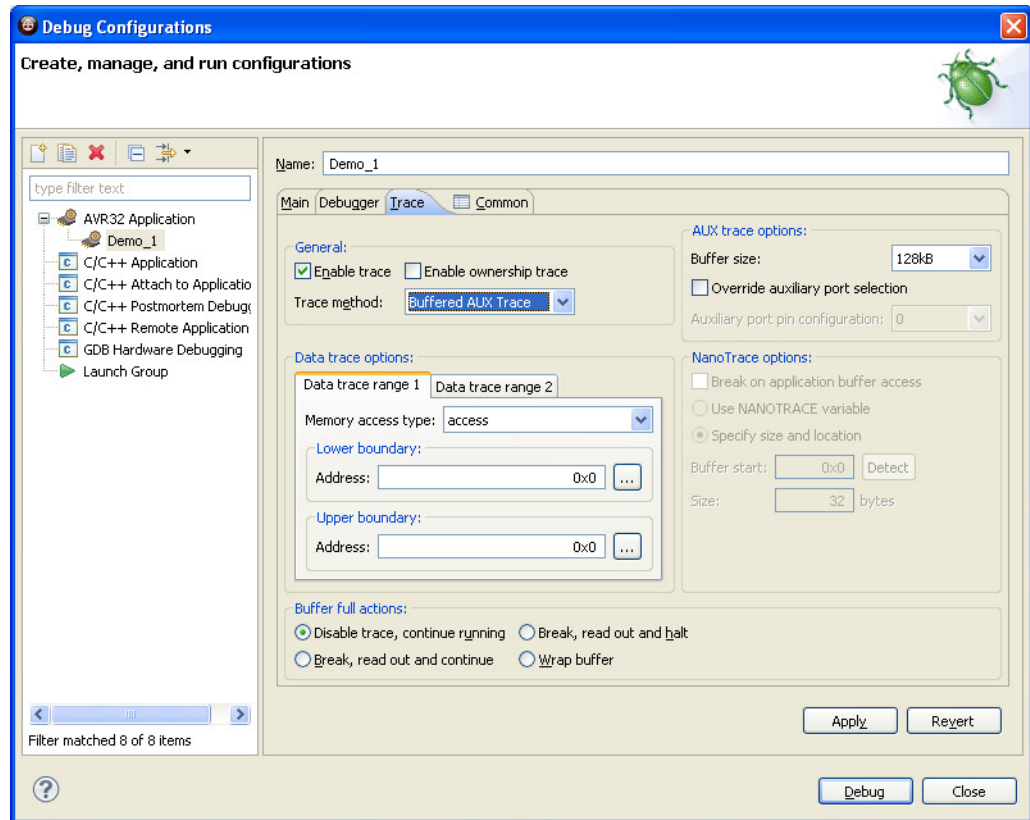 Debug Configurations
Create, manage, and run configurations
type filter text
AVR32 Application
Demo_1
C/C++ Application
C/C++ Attach to Applicatio
C/C++ Postmortem Debugg
C/C++ Remote Application
GDB Hardware Debugging
Launch Group
Filter matched 8 of 8 items
Name: Demo_1
Main Debugger Trace Common
General:
Enable trace Enable ownership trace
Trace method: Buffered AUX Trace
AUX trace options:
Buffer size: 128kB
Override auxiliary port selection
Auxiliary port pin configuration: 0
Data trace options:
Data trace range 1 Data trace range 2
Memory access type: access
Lower boundary:
Address: 0x0 ...
Upper boundary:
Address: 0x0 ...
NanoTrace options:
Break on application buffer access
Use NANOTRACE variable
Specify size and location
Buffer start: 0x0 Detect
Size: 32 bytes
Buffer full actions:
Disable trace, continue running Break, read out and halt
Break, read out and continue Wrap buffer
Apply Revert
? Debug Close